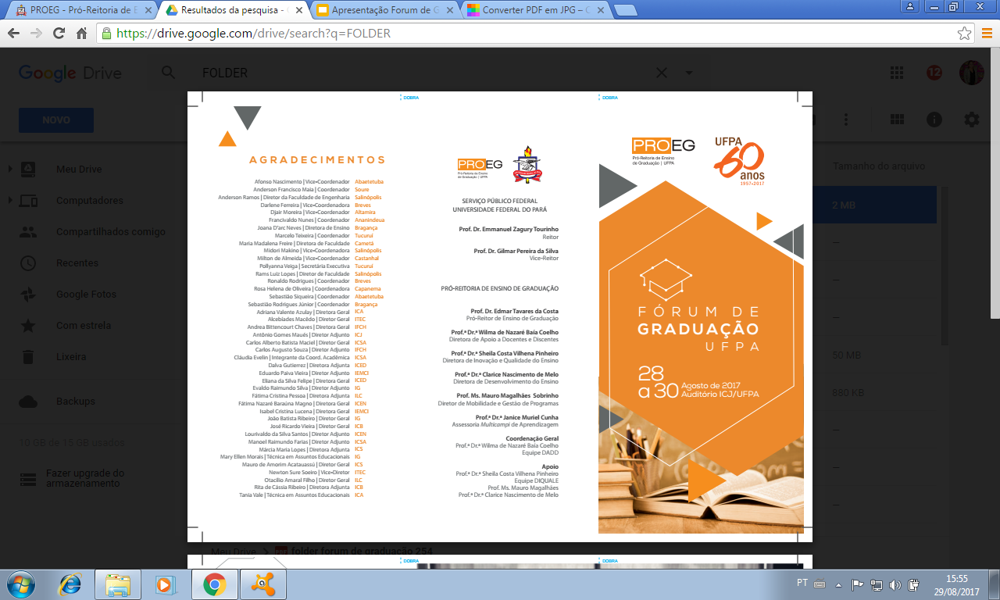 PROEG - Pró-Reitoria de E
Resultados da pesquisa -
Apresentação Forum de G
Converter PDF em JPG – C
https://drive.google.com/drive/search?q=FOLDER
Google Drive
FOLDER
12
NOVO
Meu Drive
Computadores
Compartilhados comigo
Recentes
Google Fotos
Com estrela
Lixeira
Backups
10 GB de 15 GB usados
Fazer upgrade do
armazenamento
Tamanho do arquivo
2 MB
—
—
—
50 MB
880 KB
—
—
—
DOBRA
DOBRA
AGRADECIMENTOS
Afonso Nascimento | Vice-Coordenador Abaetetuba
Anderson Francisco Maia | Coordenador Soure
Anderson Ramos | Diretor da Faculdade de Engenharia Salinópolis
Darlene Ferreira | Vice-Coordenadora Breves
Djair Moreira | Vice-Coordenador Altamira
Francivaldo Nunes | Coordenador Ananindeua
Joana D'arc Neves | Diretora de Ensino Bragança
Marcelo Teixeira | Coordenador Tucuruí
Maria Madalena Freire | Diretora de Faculdade Cametá
Midori Makino | Vice-Coordenadora Salinópolis
Milton de Almeida | Vice-Coordenador Castanhal
Pollyanna Veiga | Secretária Executiva Tucuruí
Rams Luiz Lopes | Diretor de Faculdade Salinópolis
Ronaldo Rodrigues | Coordenador Breves
Rosa Helena de Oliveira | Coordenadora Capanema
Sebastião Siqueira | Coordenador Abaetetuba
Sebastião Rodrigues Júnior | Coordenador Bragança
Adriana Valente Azulay | Diretora Geral ICA
Alcebíades Macêdo | Diretor Geral ITEC
Andrea Bittencourt Chaves | Diretora Geral IFCH
Antônio Gomes Maués | Diretor Adjunto ICJ
Carlos Alberto Batista Maciel | Diretor Geral ICSA
Carlos Augusto Souza | Diretor Adjunto IFCH
Cláudia Evelin | Integrante da Coord. Acadêmica ICSA
Dalva Gutierrez | Diretora Adjunta ICED
Eduardo Paiva Vieira | Diretor Adjunto IEMCI
Eliana da Silva Felipe | Diretora Geral ICED
Evaldo Raimundo Silva | Diretor Adjunto IG
Fátima Cristina Pessoa | Diretora Adjunta ILC
Fátima Nazaré Baraúna Magno | Diretora Geral ICEN
Isabel Cristina Lucena | Diretora Geral IEMCI
João Batista Ribeiro | Diretor Geral IG
José Ricardo Vieira | Diretor Geral ICB
Lourivaldo da Silva Santos | Diretor Adjunto ICEN
Manoel Raimundo Farias | Diretor Adjunto ICSA
Márcia Maria Lopes | Diretora Adjunta ICS
Mary Ellen Morais | Técnica em Assuntos Educacionais IG
Mauro de Amorim Acatauassú | Diretor Geral ICS
Newton Sure Soeiro | Vice-Diretor ITEC
Otacílio Amaral Filho | Diretor Geral ILC
Rita de Cássia Ribeiro | Diretora Adjunta ICB
Tania Vale | Técnica em Assuntos Educacionais ICA
PROEG
Pró-Reitoria de Ensino
de Graduação | UFPA
SERVIÇO PÚBLICO FEDERAL
UNIVERSIDADE FEDERAL DO PARÁ
Prof. Dr. Emmanuel Zagury Tourinho
Reitor
Prof. Dr. Gilmar Pereira da Silva
Vice-Reitor
PRÓ-REITORIA DE ENSINO DE GRADUAÇÃO
Prof. Dr. Edmar Tavares da Costa
Pró-Reitor de Ensino de Graduação
Prof.ª Dr.ª Wilma de Nazaré Baía Coelho
Diretora de Apoio a Docentes e Discentes
Prof.ª Dr.ª Sheila Costa Vilhena Pinheiro
Diretora de Inovação e Qualidade do Ensino
Prof.ª Dr.ª Clarice Nascimento de Melo
Diretora de Desenvolvimento do Ensino
Prof. Ms. Mauro Magalhães Sobrinho
Diretor de Mobilidade e Gestão de Programas
Prof.ª Dr.ª Janice Muriel Cunha
Assessoria Multicampi de Aprendizagem
Coordenação Geral
Prof.ª Dr.ª Wilma de Nazaré Baía Coelho
Equipe DADD
Apoio
Prof.ª Dr.ª Sheila Costa Vilhena Pinheiro
Equipe DIQUALE
Prof. Ms. Mauro Magalhães
Prof.ª Dr.ª Clarice Nascimento de Melo
PROEG
Pró-Reitoria de Ensino
de Graduação | UFPA
UFPA
60
anos
1957-2017
FÓRUM DE
GRADUAÇÃO
UFPA
28
a 30 Agosto de 2017
Auditório ICJ/UFPA
Meu Drive
folder forum de graduação 254
DOBRA
DOBRA
PT
15:55
29/08/2017